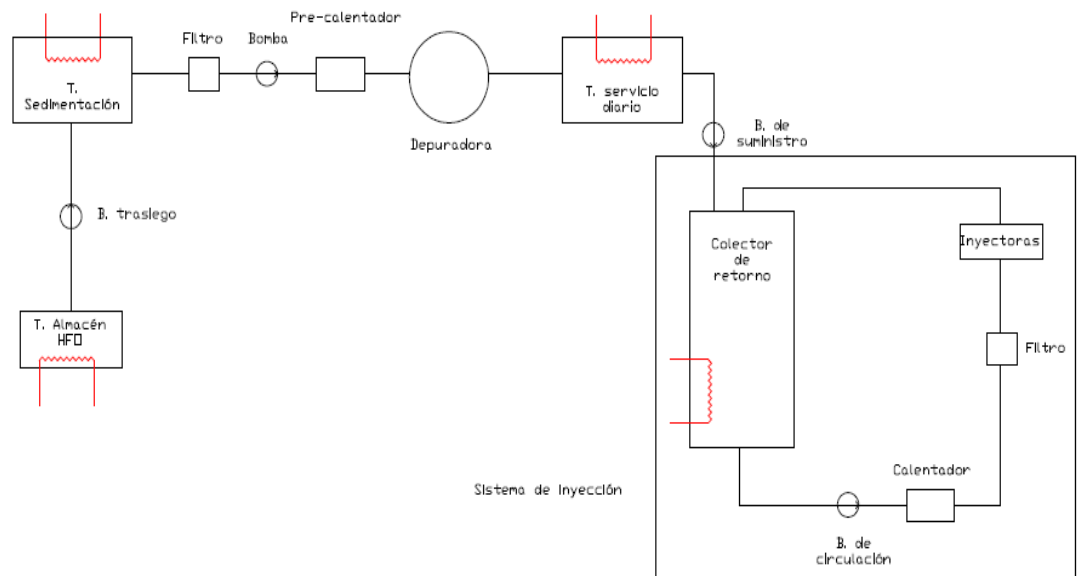 Pre-calentador
Filtro
Bomba
T.
Sedimentación
Depuradora
T. servicio
diario
B. de
suministro
B. traslego
Colector
de
retorno
Inyectoras
T. Almacén
HFO
Filtro
Calentador
Sistema de inyección
B. de
circulación